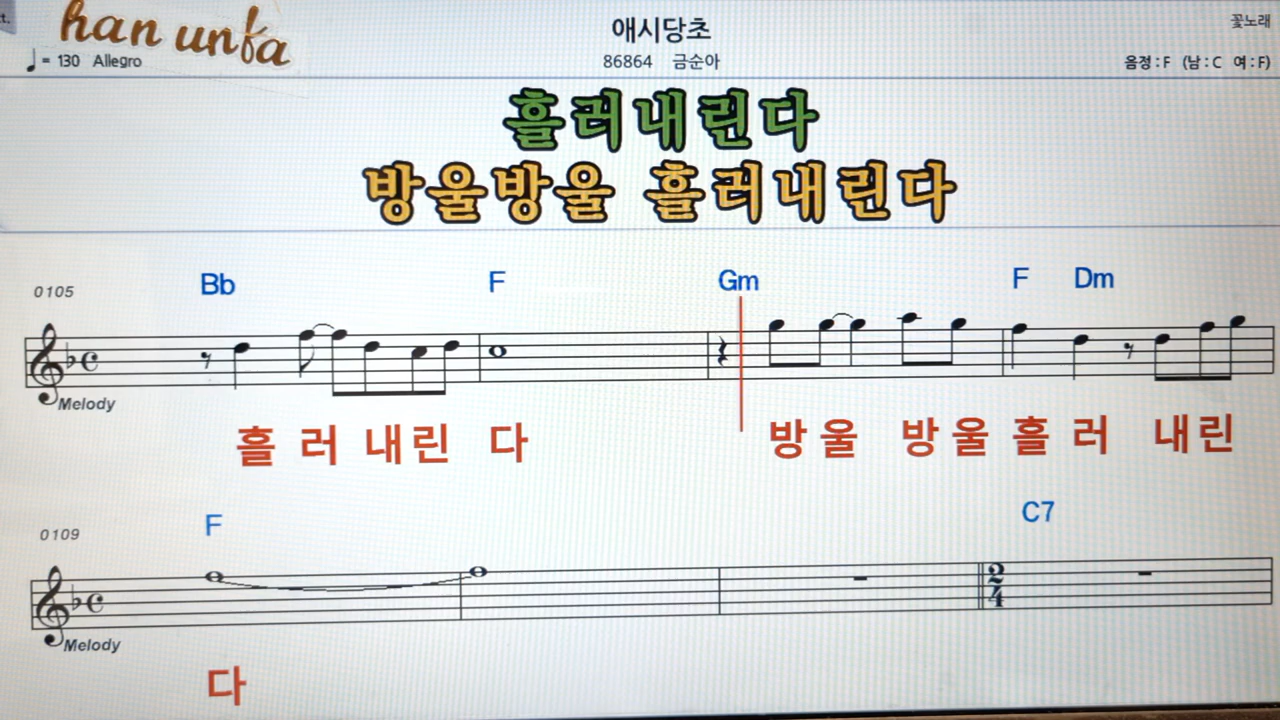 han unfa
애시당초
꽃노래
♩= 130 Allegro
86864 금순아
음정 : F (남 : C 여 : F)
흘러내린다
방울방울 흘러내린다
Bb F Gm F Dm
0105
Melody
흘 러 내 린 다 방 울 방 울 흘 러 내 린
F C7
0109
2
4
Melody
다